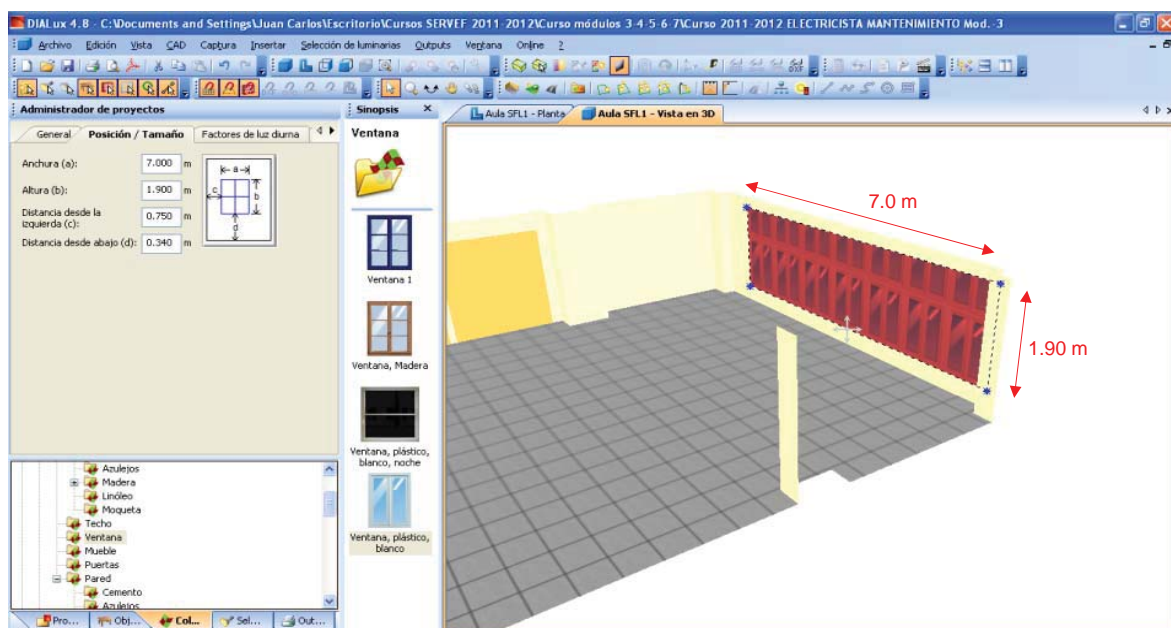 DIALux 4.8 - C:\Documents and Settings\Juan Carlos\Escritorio\Cursos SERVEF 2011-2012\Curso módulos 3-4-5-6-7\Curso 2011-2012 ELECTRICISTA MANTENIMIENTO Mod.-3
Archivo Edición Vista CAD Captura Insertar Selección de luminarias Outputs Ventana Online ?
Administrador de proyectos
General Posición / Tamaño Factores de luz diurna
Anchura (a): 7.000 m
Altura (b): 1.900 m
Distancia desde la
izquierda (c): 0.750 m
Distancia desde abajo (d): 0.340 m
a
c
b
d
Azulejos
Madera
Linóleo
Moqueta
Techo
Ventana
Mueble
Puertas
Pared
Cemento
Azulejos
Pro... Obj... Col... Sel... Out...
Sinopsis
Ventana
Ventana 1
Ventana, Madera
Ventana, plástico,
blanco, noche
Ventana, plástico,
blanco
Aula SFL1 - Planta Aula SFL1 - Vista en 3D
7.0 m
1.90 m